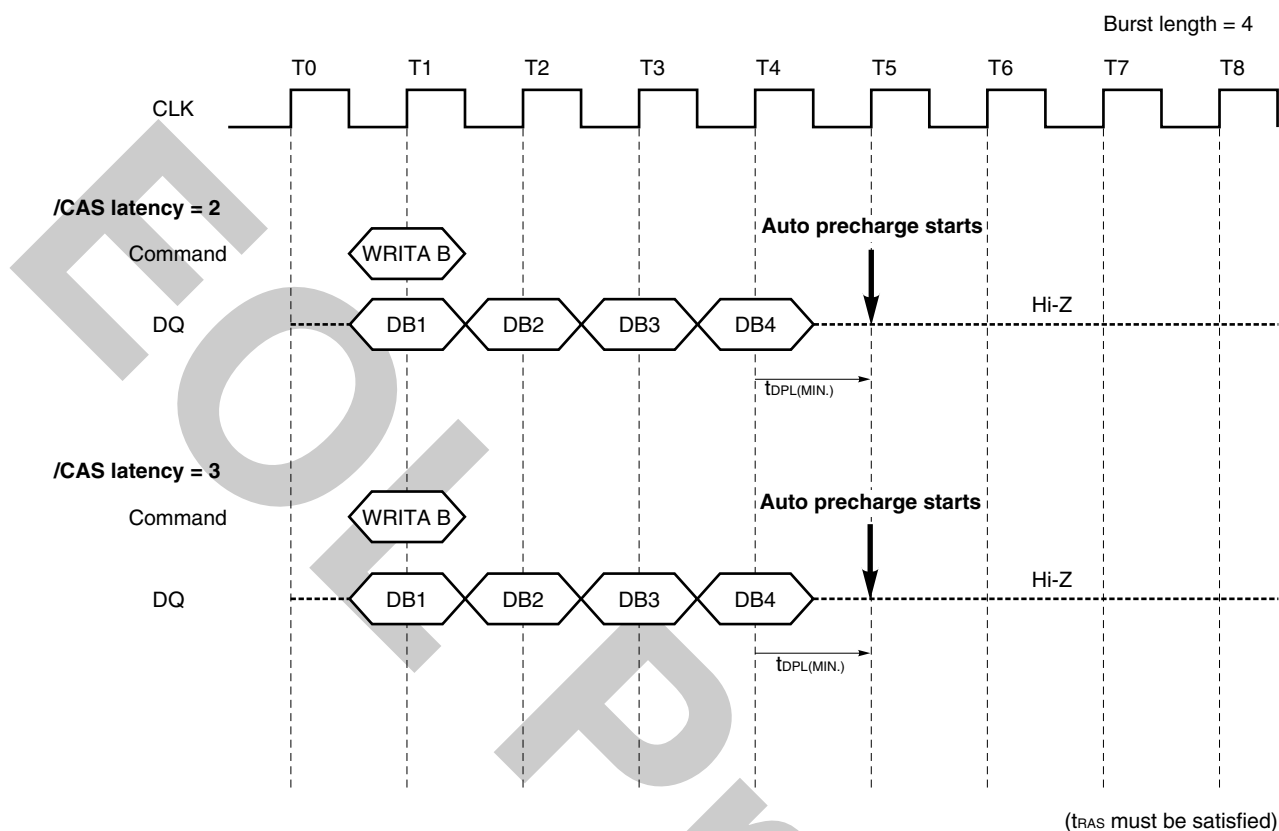 Burst length = 4
T0 T1 T2 T3 T4 T5 T6 T7 T8
CLK
/CAS latency = 2
Auto precharge starts
Command WRITA B
Hi-Z
DQ DB1 DB2 DB3 DB4
tDPL(MIN.)
/CAS latency = 3
Auto precharge starts
Command WRITA B
Hi-Z
DQ DB1 DB2 DB3 DB4
tDPL(MIN.)
(tRAS must be satisfied)
EOL Pr